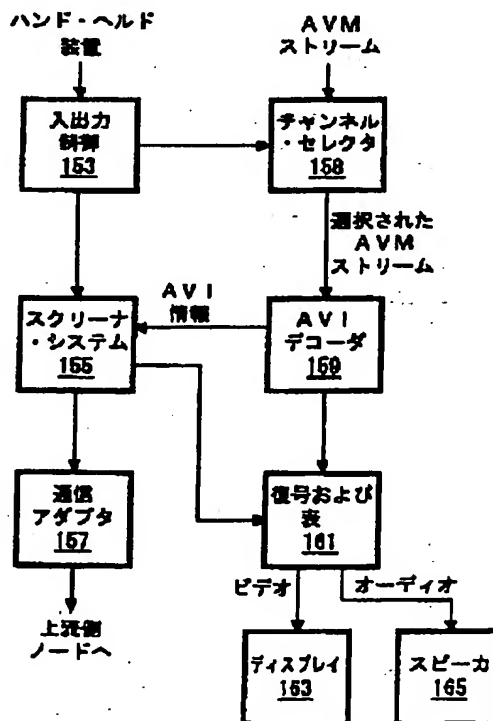 ハンド・ヘルド
装置
AVM
ストリーム
入出力
制御
153
チャンネル
・セレクタ
158
選択された
AVM
ストリーム
スクリーナ
・システム
155
AVI
情報
AVI
デコーダ
159
通信
アダプタ
157
復号および
表
161
上流側
ノードへ
ビデオ
オーディオ
ディスプレイ
163
スピーカ
165